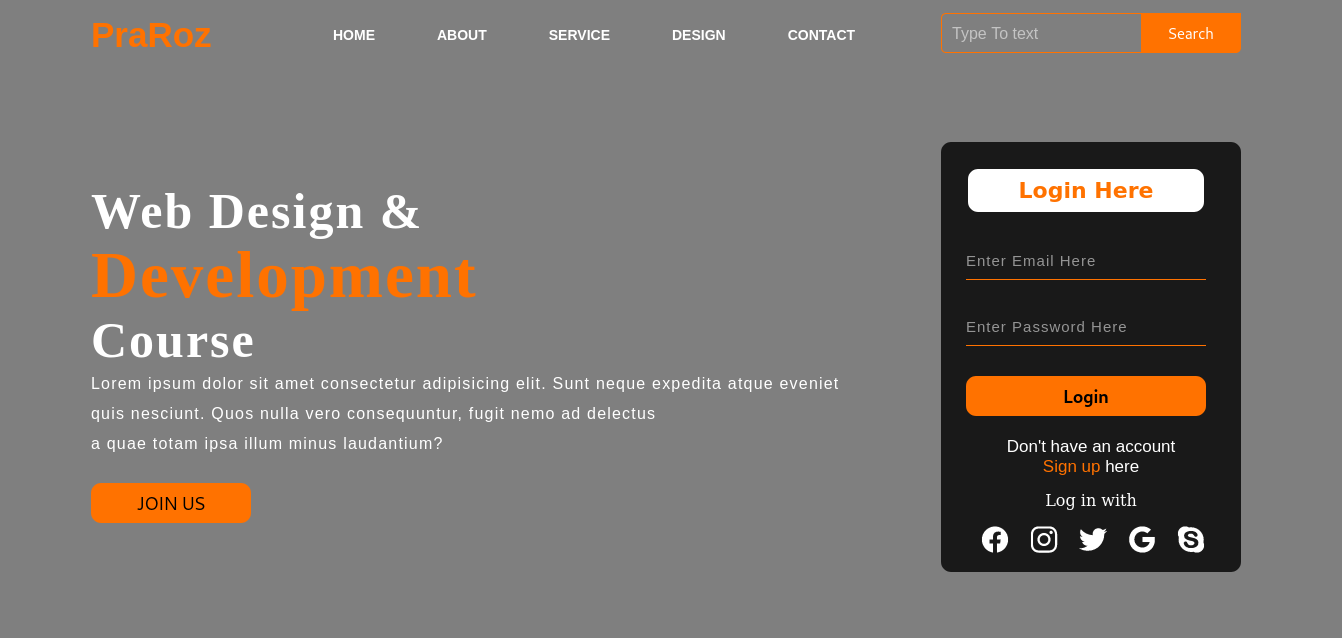 PraRoz
HOME ABOUT SERVICE DESIGN CONTACT
Type To text Search
Web Design &
Development
Course
Lorem ipsum dolor sit amet consectetur adipisicing elit. Sunt neque expedita atque eveniet
quis nesciunt. Quos nulla vero consequuntur, fugit nemo ad delectus
a quae totam ipsa illum minus laudantium?
JOIN US
Login Here
Enter Email Here
Enter Password Here
Login
Don't have an account
Sign up here
Log in with